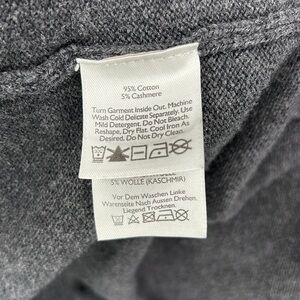 95% Cotton
5% Cashmere
Turn Garment Inside Out. Machine
Wash Cold Delicate Separately. Use
Mild Detergent. Do Not Bleach.
Reshape, Dry Flat. Cool Iron As
Desired. Do Not Dry Clean.
5% WOLLE (KASCHMIR)
Vor Dem Waschen Linke
Warenseite Nach Aussen Drehen.
Liegend Trocknen.